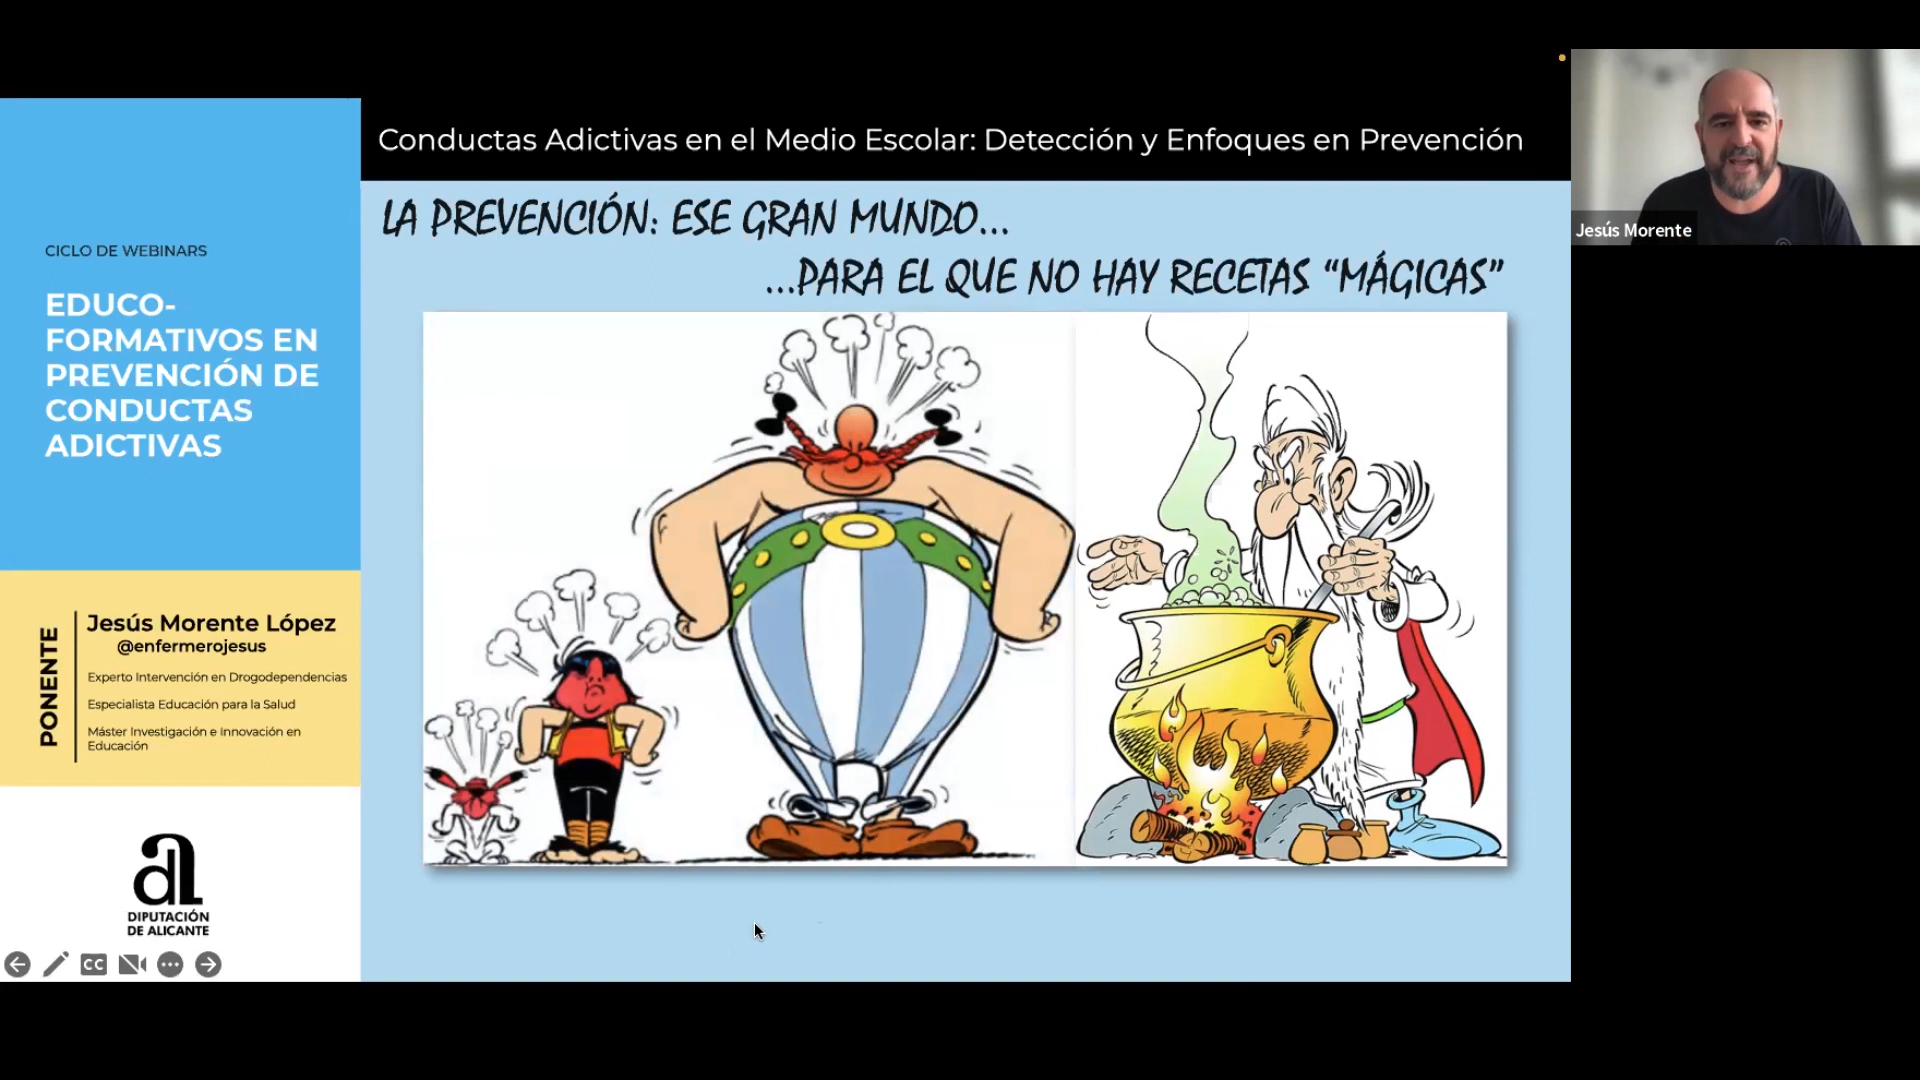 Conductas Adictivas en el Medio Escolar: Detección y Enfoques en Prevención
LA PREVENCIÓN: ESE GRAN MUNDO...
...PARA EL QUE NO HAY RECETAS “MÁGICAS”
CICLO DE WEBINARS
EDUCO-
FORMATIVOS EN
PREVENCIÓN DE
CONDUCTAS
ADICTIVAS
PONENTE
Jesús Morente López
@enfermerojesus
Experto Intervención en Drogodependencias
Especialista Educación para la Salud
Máster Investigación e Innovación en
Educación
DIPUTACIÓN
DE ALICANTE
CC
Jesús Morente